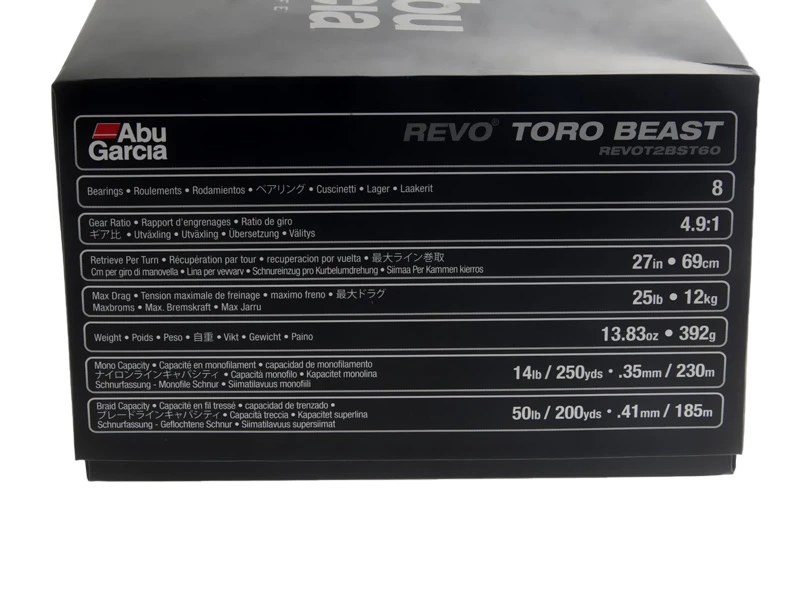 Abu
Garcia
REVO® TORO BEAST
REVOT2BST60
Bearings • Roulements • Rodamientos • ベアリング • Cuscinetti • Lager • Laakerit
8
Gear Ratio • Rapport d'engrenages • Ratio de giro
ギア比 • Utväxling • Utväxling • Übersetzung • Välitys
4.9:1
Retrieve Per Turn • Récupération par tour • recuperacion por vuelta • 最大ライン巻取
Cm per giro di manovella • Lina per vevvarv • Schnureinzug pro Kurbelumdrehung • Siimaa Per Kammen kierros
27in • 69cm
Max Drag • Tension maximale de freinage • maximo freno • 最大ドラグ
Maxbroms • Max. Bremskraft • Max Jarru
25lb • 12kg
Weight • Poids • Peso • 自重 • Vikt • Gewicht • Paino
13.83oz • 392g
Mono Capacity • Capacité en monofilament • capacidad de monofilamento
ナイロンラインキャパシティ • Capacità monofilo • Kapacitet monolina
Schnurfassung - Monofile Schnur • Siimatilavuus monofiili
14lb / 250yds • .35mm / 230m
Braid Capacity • Capacité en fil tressé • capacidad de trenzado •
ブレードラインキャパシティ • Capacità treccia • Kapacitet superlina
Schnurfassung - Geflochtene Schnur • Siimatilavuus supersiimat
50lb / 200yds • .41mm / 185m